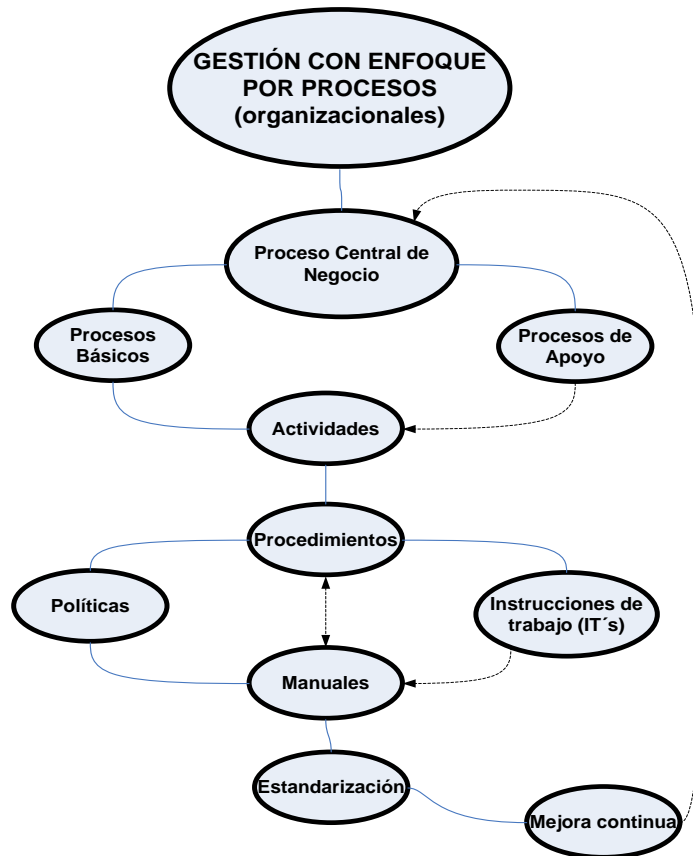 GESTIÓN CON ENFOQUE
POR PROCESOS
(organizacionales)
Proceso Central de
Negocio
Procesos
Básicos
Procesos de
Apoyo
Actividades
Procedimientos
Políticas
Instrucciones de
trabajo (IT´s)
Manuales
Estandarización
Mejora continua